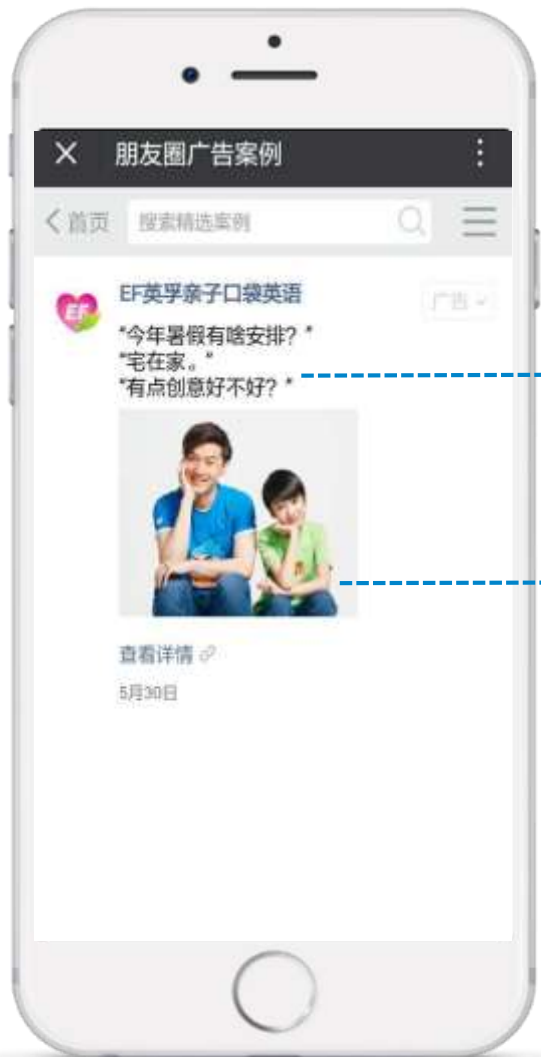 朋友圈广告案例
首页 搜索精选案例
EF英孚亲子口袋英语 广告
EF
“今年暑假有啥安排？”
“宅在家。”
“有点创意好不好？”
查看详情
5月30日